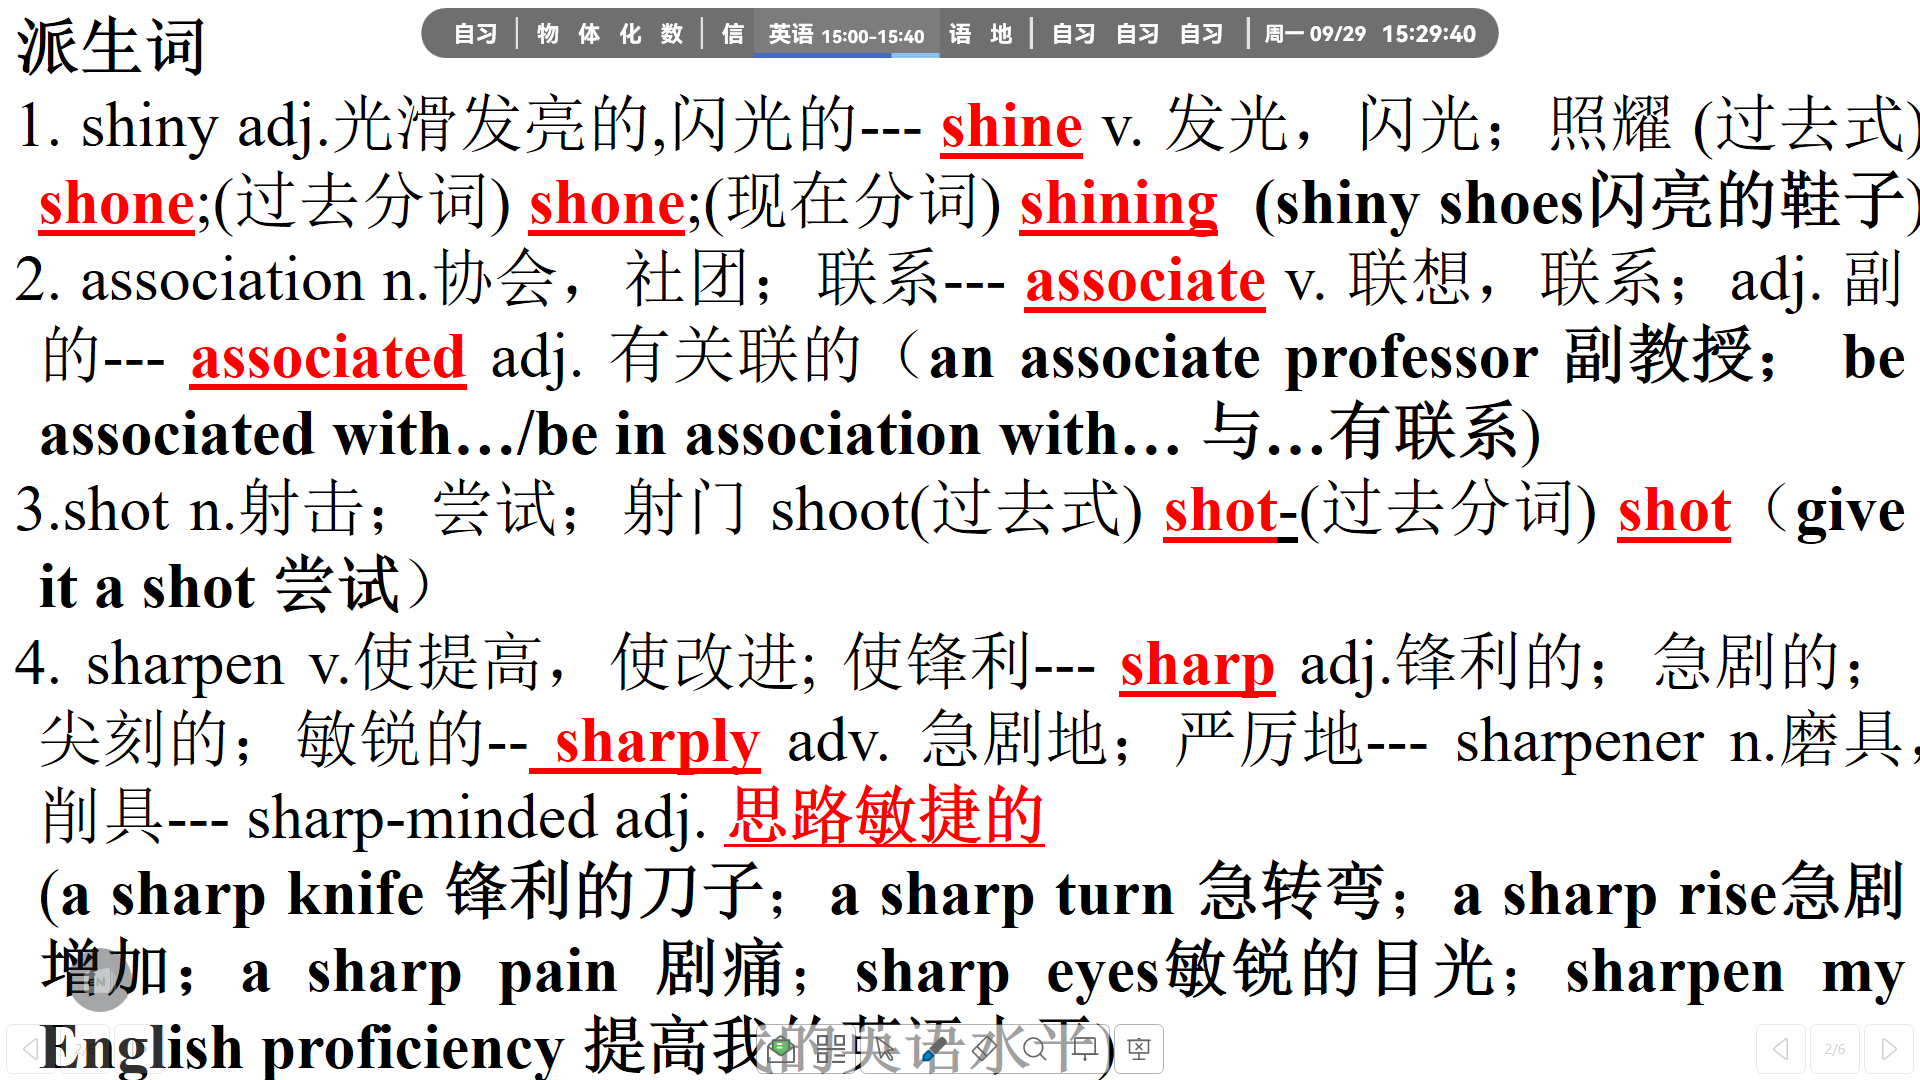 自习 | 物 体 化 数 | 信 英语 15:00-15:40 语 地 | 自习 自习 自习 | 周一 09/29 15:29:40
派生词
1. shiny adj.光滑发亮的,闪光的--- shine v. 发光，闪光；照耀 (过去式)
shone;(过去分词) shone;(现在分词) shining (shiny shoes闪亮的鞋子)
2. association n.协会，社团；联系--- associate v. 联想，联系；adj. 副
的--- associated adj. 有关联的（an associate professor 副教授； be
associated with…/be in association with… 与…有联系)
3.shot n.射击；尝试；射门 shoot(过去式) shot-(过去分词) shot（give
it a shot 尝试）
4. sharpen v.使提高，使改进; 使锋利--- sharp adj.锋利的；急剧的；
尖刻的；敏锐的-- sharply adv. 急剧地；严厉地--- sharpener n.磨具，
削具--- sharp-minded adj. 思路敏捷的
(a sharp knife 锋利的刀子；a sharp turn 急转弯；a sharp rise急剧
增加；a sharp pain 剧痛；sharp eyes敏锐的目光；sharpen my
English proficiency 提高我的英语水平)
2/6